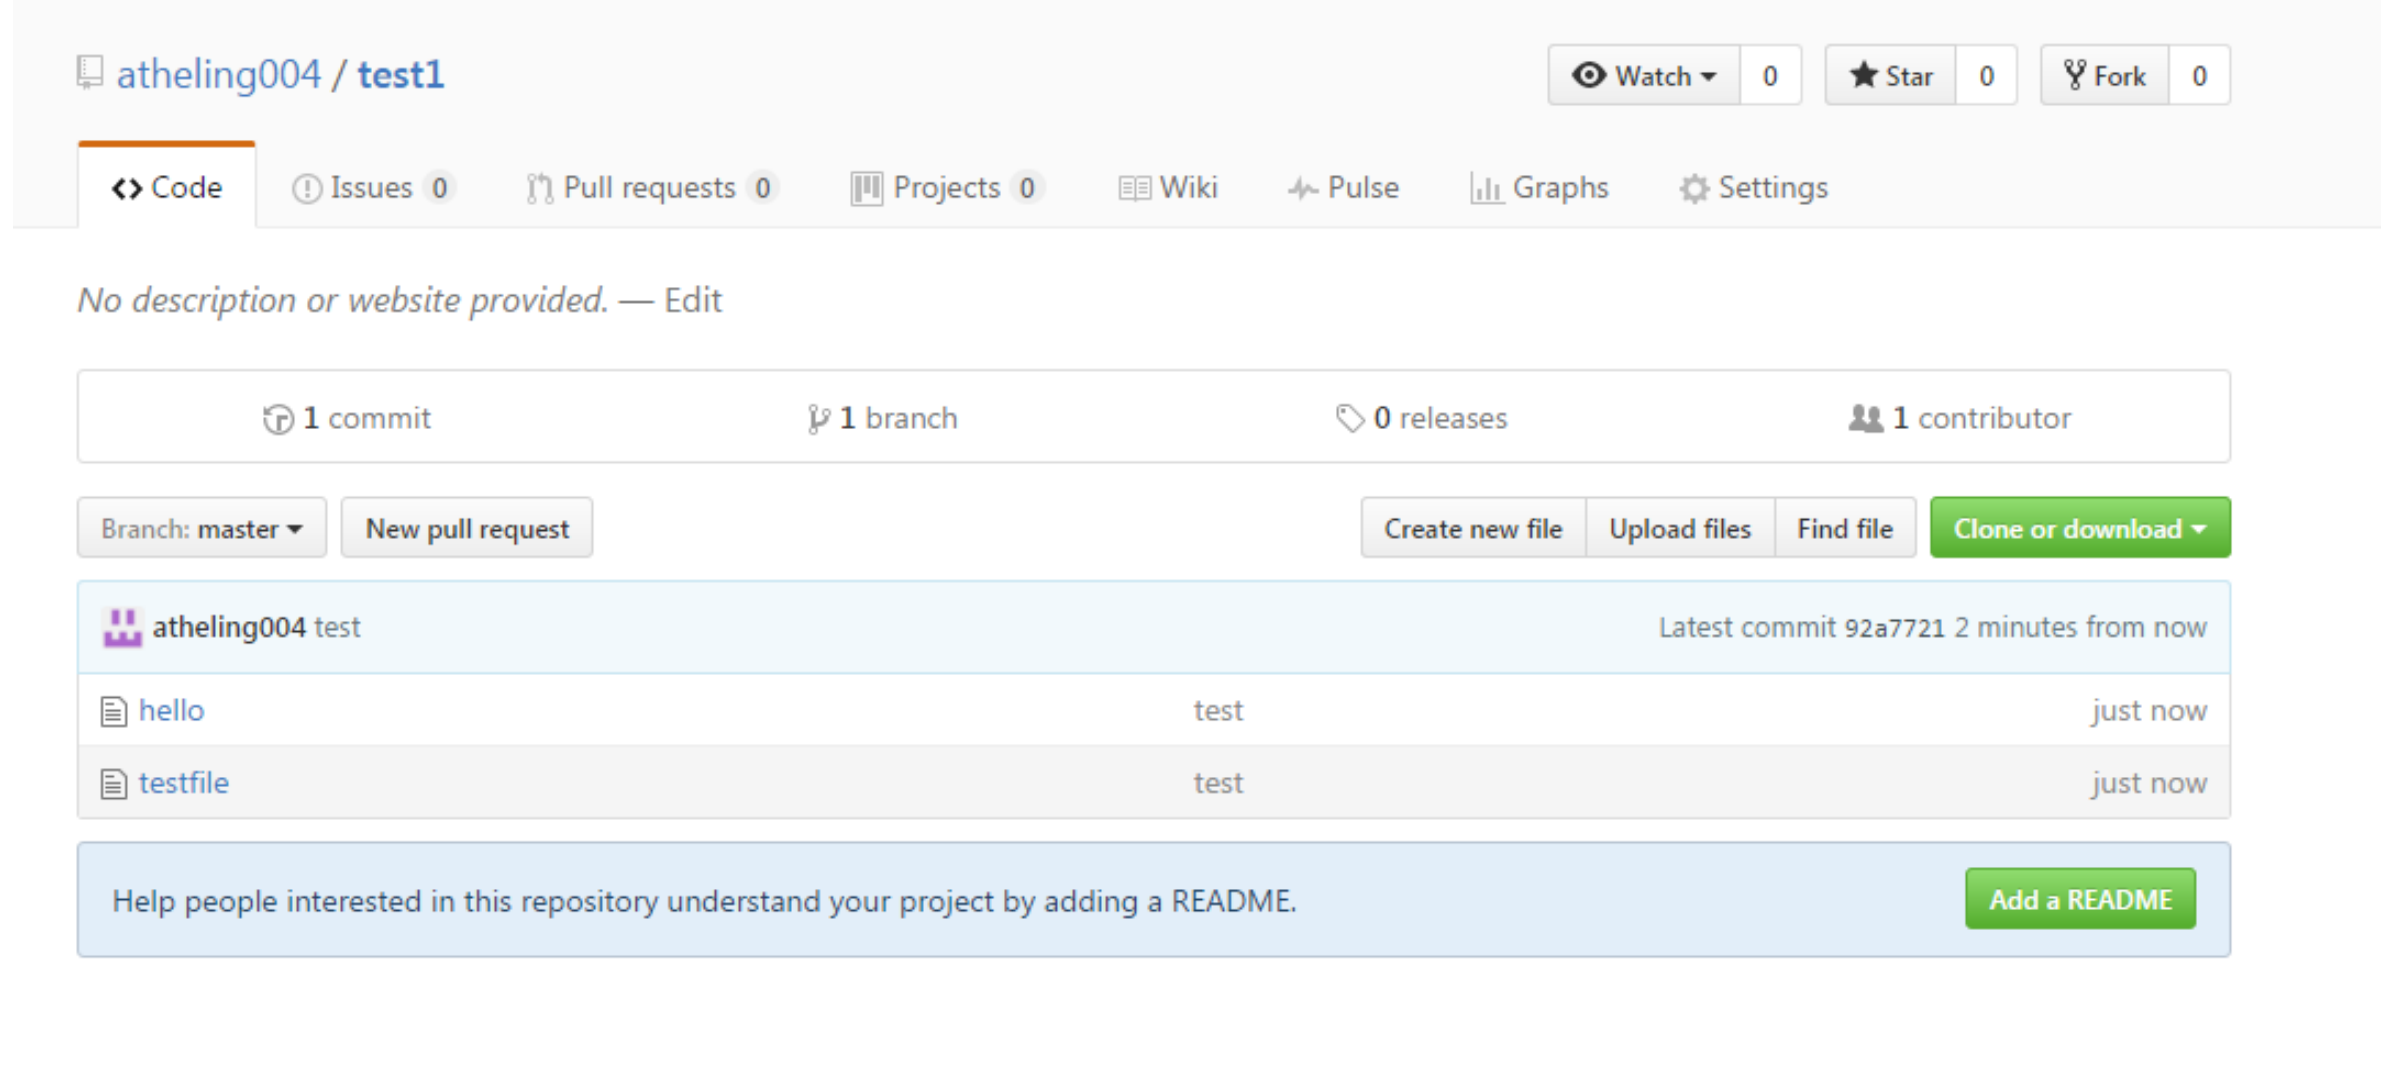 atheling004 / test1
Watch 0 Star 0 Fork 0
Code Issues 0 Pull requests 0 Projects 0 Wiki Pulse Graphs Settings
No description or website provided. — Edit
1 commit 1 branch 0 releases 1 contributor
Branch: master New pull request Create new file Upload files Find file Clone or download
atheling004 test Latest commit 92a7721 2 minutes from now
hello test just now
testfile test just now
Help people interested in this repository understand your project by adding a README. Add a README